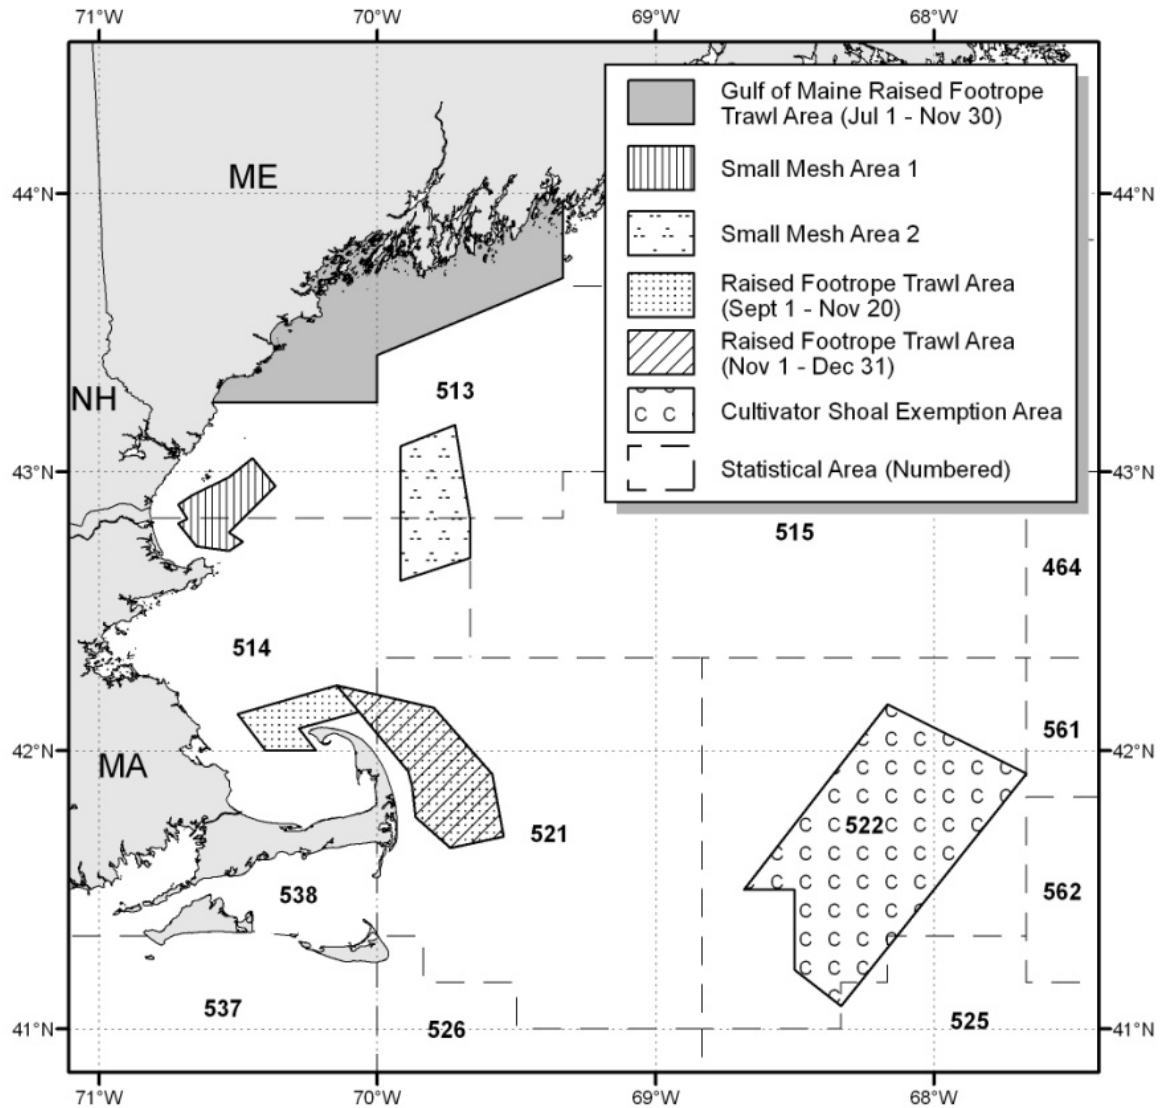 71°W 70°W 69°W 68°W
Gulf of Maine Raised Footrope
Trawl Area (Jul 1 - Nov 30)
Small Mesh Area 1
Small Mesh Area 2
Raised Footrope Trawl Area
(Sept 1 - Nov 20)
Raised Footrope Trawl Area
(Nov 1 - Dec 31)
C C Cultivator Shoal Exemption Area
Statistical Area (Numbered)
ME
44°N 44°N
NH
513
43°N 43°N
515
464
514
561
42°N 42°N
MA
522
521
562
538
537
525
526
41°N 41°N
71°W 70°W 69°W 68°W